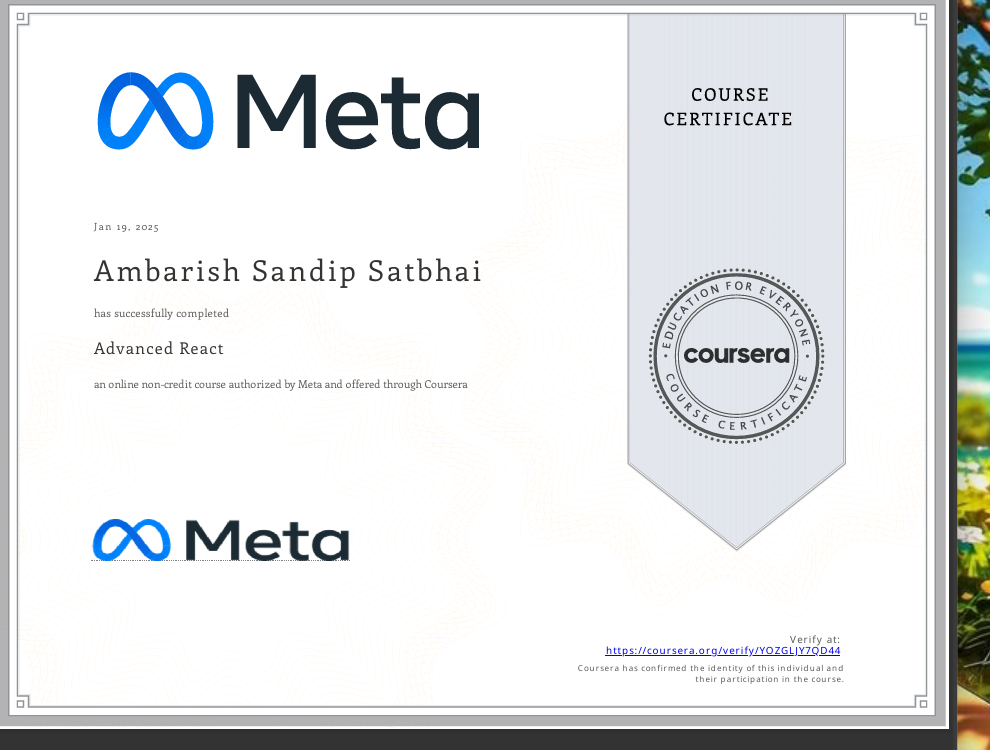 Meta
COURSE
CERTIFICATE
Jan 19, 2025
Ambarish Sandip Satbhai
has successfully completed
Advanced React
an online non-credit course authorized by Meta and offered through Coursera
EDUCATION FOR EVERYONE
coursera
COURSE CERTIFICATE
Meta
Verify at:
https://coursera.org/verify/YOZGLJY7QD44
Coursera has confirmed the identity of this individual and
their participation in the course.